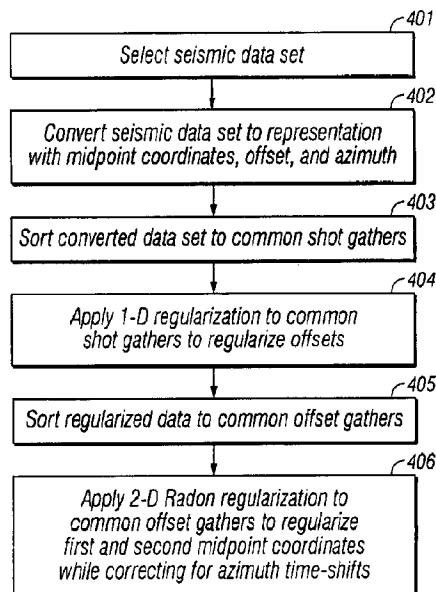 401
Select seismic data set
402
Convert seismic data set to representation
with midpoint coordinates, offset, and azimuth
403
Sort converted data set to common shot gathers
404
Apply 1-D regularization to common
shot gathers to regularize offsets
405
Sort regularized data to common offset gathers
406
Apply 2-D Radon regularization to
common offset gathers to regularize
first and second midpoint coordinates
while correcting for azimuth time-shifts